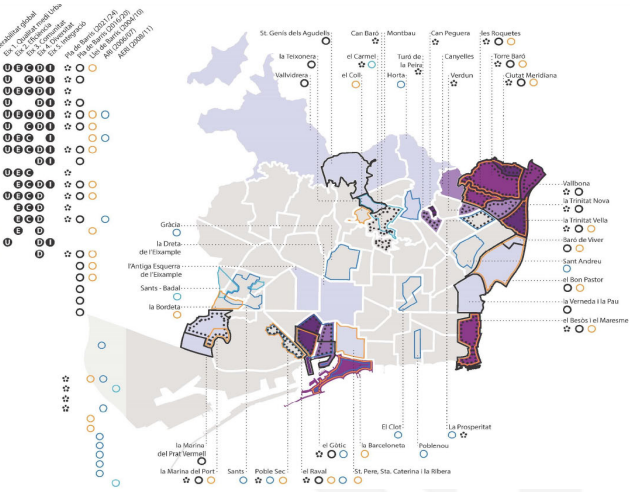 Vulnerabilitat global
Eix 1. Qualitat medi Urbà
Eix 2. Eficiència
Eix 3. Comunitat
Eix 4. Diversitat
Eix 5. Integració
Pla de Barris (2021/24)
Pla de Barris (2016/20)
Llei de Barris (2004/10)
ARI (2006/07)
AERI (2009/11)
U E C D I
U C D I
U I
U D I
U C D I
U E C I
U E C D I
D I
U E C
E C D I
U E C D
E C D
E C D
E D
U D I
D
St. Genís dels Agudells
Can Baró
Montbau
Can Peguera
les Roquetes
la Teixonera
el Carmel
Turó de
la Peira
Canyelles
Torre Baró
Vallvidrera
el Coll
Horta
Verdun
Ciutat Meridiana
Vallbona
la Trinitat Nova
la Trinitat Vella
Baró de Viver
Sant Andreu
el Bon Pastor
la Verneda i la Pau
el Besòs i el Maresme
Gràcia
la Dreta
de l'Eixample
l'Antiga Esquerra
de l'Eixample
Sants - Badal
la Bordeta
El Clot
La Prosperitat
la Marina
del Prat Vermell
el Gòtic
la Barceloneta
Poblenou
la Marina del Port
Sants
Poble Sec
el Raval
St. Pere, Sta. Caterina i la Ribera